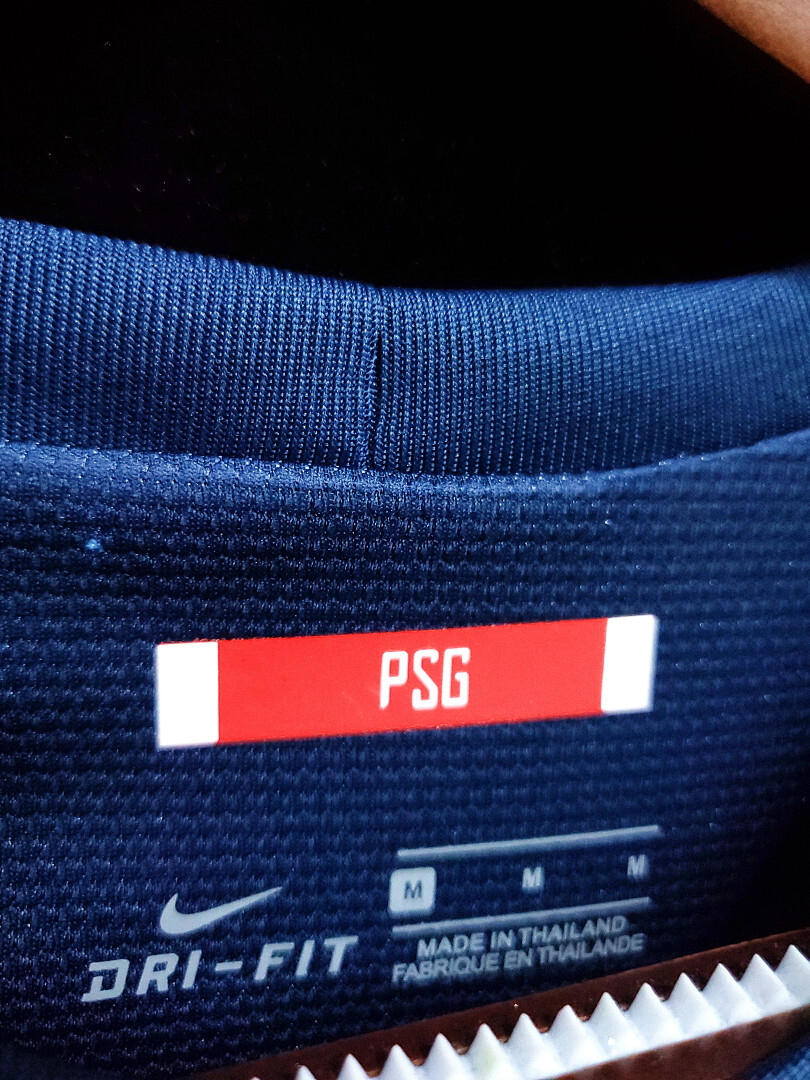 PSG
M M M
DRI-FIT
MADE IN THAILAND
FABRIQUE EN THAILANDE